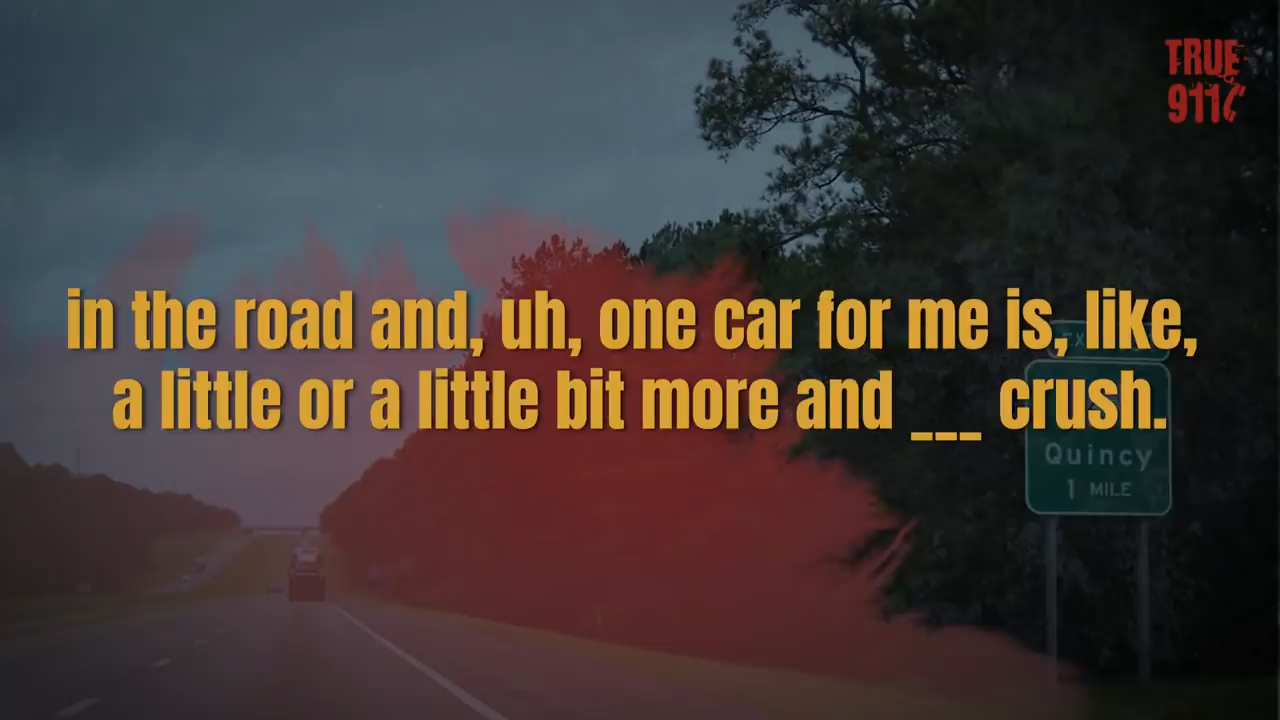 TRUE
911
in the road and, uh, one car for me is, like,
a little or a little bit more and ___ crush.
Quincy
1 MILE